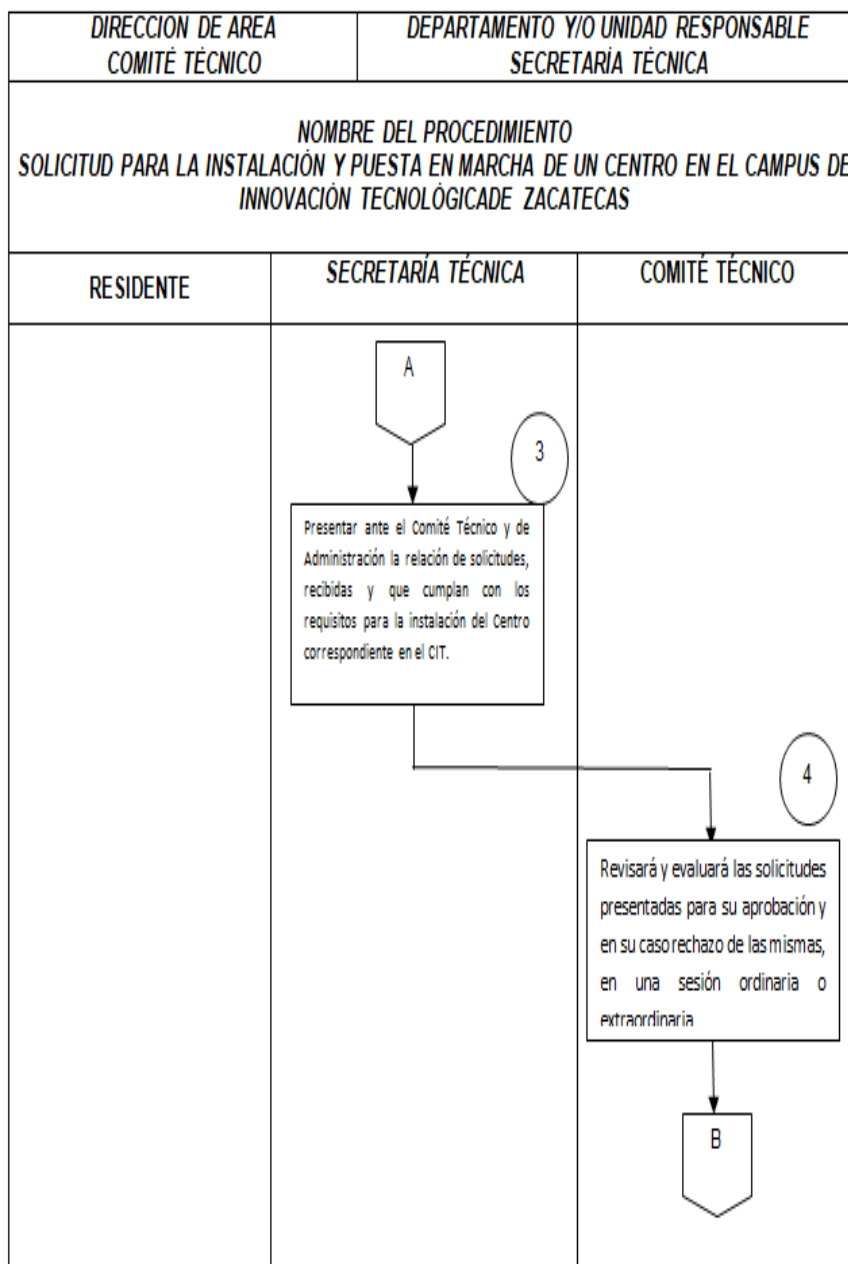 DIRECCION DE AREA
COMITÉ TÉCNICO
DEPARTAMENTO Y/O UNIDAD RESPONSABLE
SECRETARÍA TÉCNICA
NOMBRE DEL PROCEDIMIENTO
SOLICITUD PARA LA INSTALACIÓN Y PUESTA EN MARCHA DE UN CENTRO EN EL CAMPUS DE
INNOVACIÓN TECNOLÓGICADE ZACATECAS
RESIDENTE
SECRETARÍA TÉCNICA
COMITÉ TÉCNICO
A
3
Presentar ante el Comité Técnico y de
Administración la relación de solicitudes,
recibidas y que cumplan con los
requisitos para la instalación del Centro
correspondiente en el CIT.
4
Revisará y evaluará las solicitudes
presentadas para su aprobación y
en su caso rechazo de las mismas,
en una sesión ordinaria o
extraordinaria
B